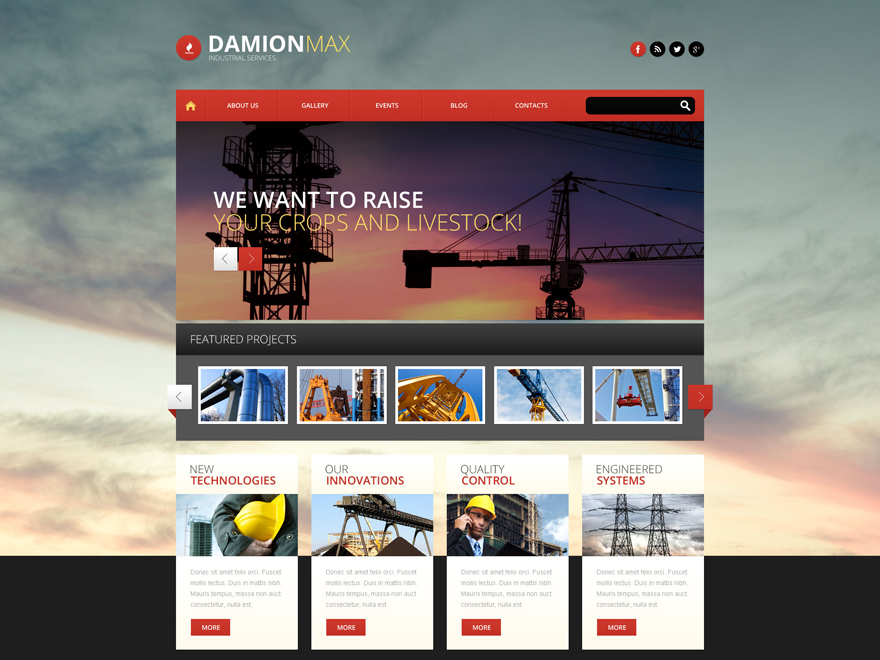 DAMIONMAX
INDUSTRIAL SERVICES
ABOUT US GALLERY EVENTS BLOG CONTACTS
WE WANT TO RAISE
YOUR CROPS AND LIVESTOCK!
FEATURED PROJECTS
NEW
TECHNOLOGIES
Donec sit amet felis orci. Fuscet
mollis lectus. Duis in mattis nibh.
Mauris tempus, massa non auct
consectetur, nulla est.
MORE
OUR
INNOVATIONS
Donec sit amet felis orci. Fuscet
mollis lectus. Duis in mattis nibh.
Mauris tempus, massa non auct
consectetur, nulla est.
MORE
QUALITY
CONTROL
Donec sit amet felis orci. Fuscet
mollis lectus. Duis in mattis nibh.
Mauris tempus, massa non auct
consectetur, nulla est.
MORE
ENGINEERED
SYSTEMS
Donec sit amet felis orci. Fuscet
mollis lectus. Duis in mattis nibh.
Mauris tempus, massa non auct
consectetur, nulla est.
MORE